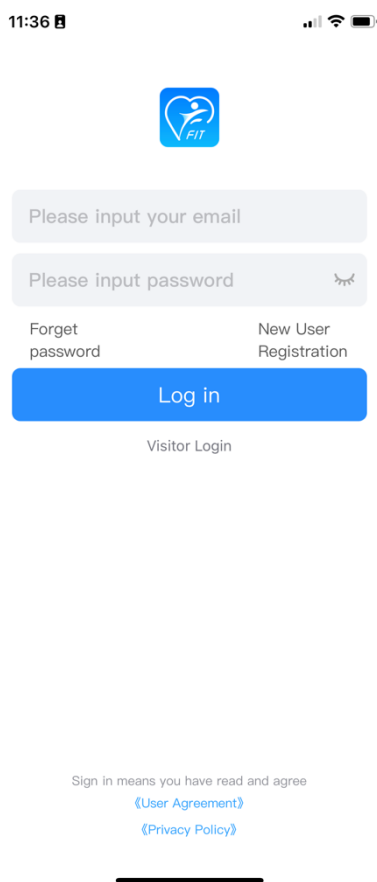 11:36
FIT
Please input your email
Please input password
Forget
password
New User
Registration
Log in
Visitor Login
Sign in means you have read and agree
《User Agreement》
《Privacy Policy》